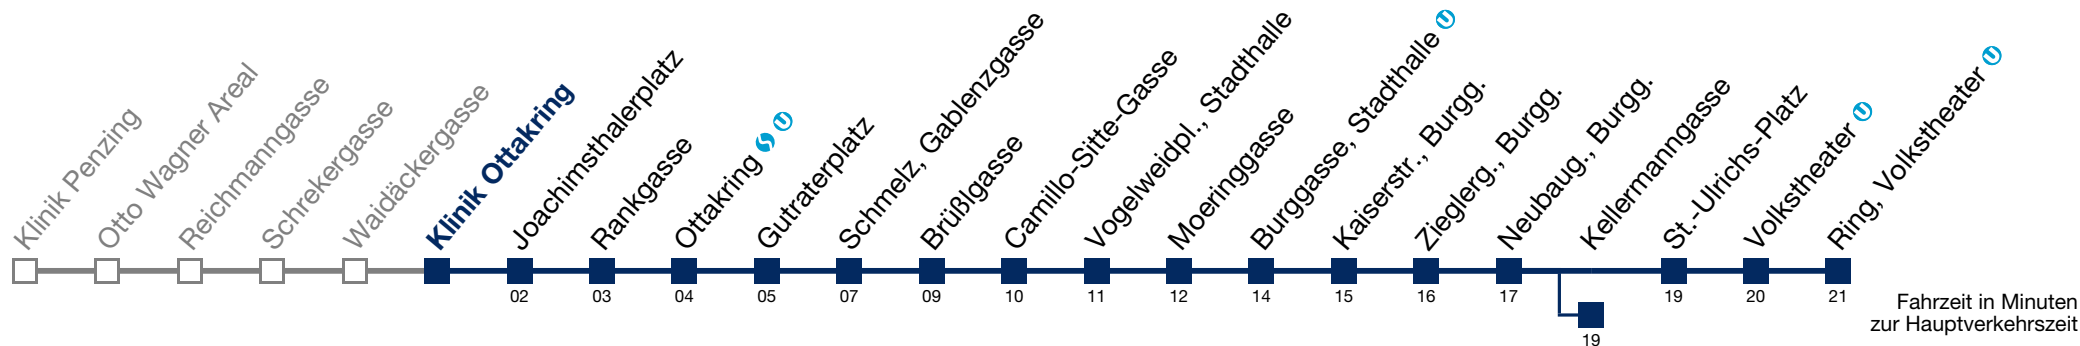 Klinik Penzing
Otto Wagner Areal
Reichmanngasse
Schrekergasse
Waidäckergasse
Klinik Ottakring
Joachimsthalerplatz
Rankgasse
Ottakring
Gutraterplatz
Schmelz, Gablenzgasse
Brüßlgasse
Camillo-Sitte-Gasse
Vogelweidpl., Stadthalle
Moeringgasse
Burggasse, Stadthalle U
Kaiserstr., Burgg.
Zieglerg., Burgg.
Neubaug., Burgg.
Kellermanngasse
St.-Ulrichs-Platz
Volkstheater U
Ring, Volkstheater U
02 03 04 05 07 09 10 11 12 14 15 16 17 19 20 21
19
Fahrzeit in Minuten
zur Hauptverkehrszeit